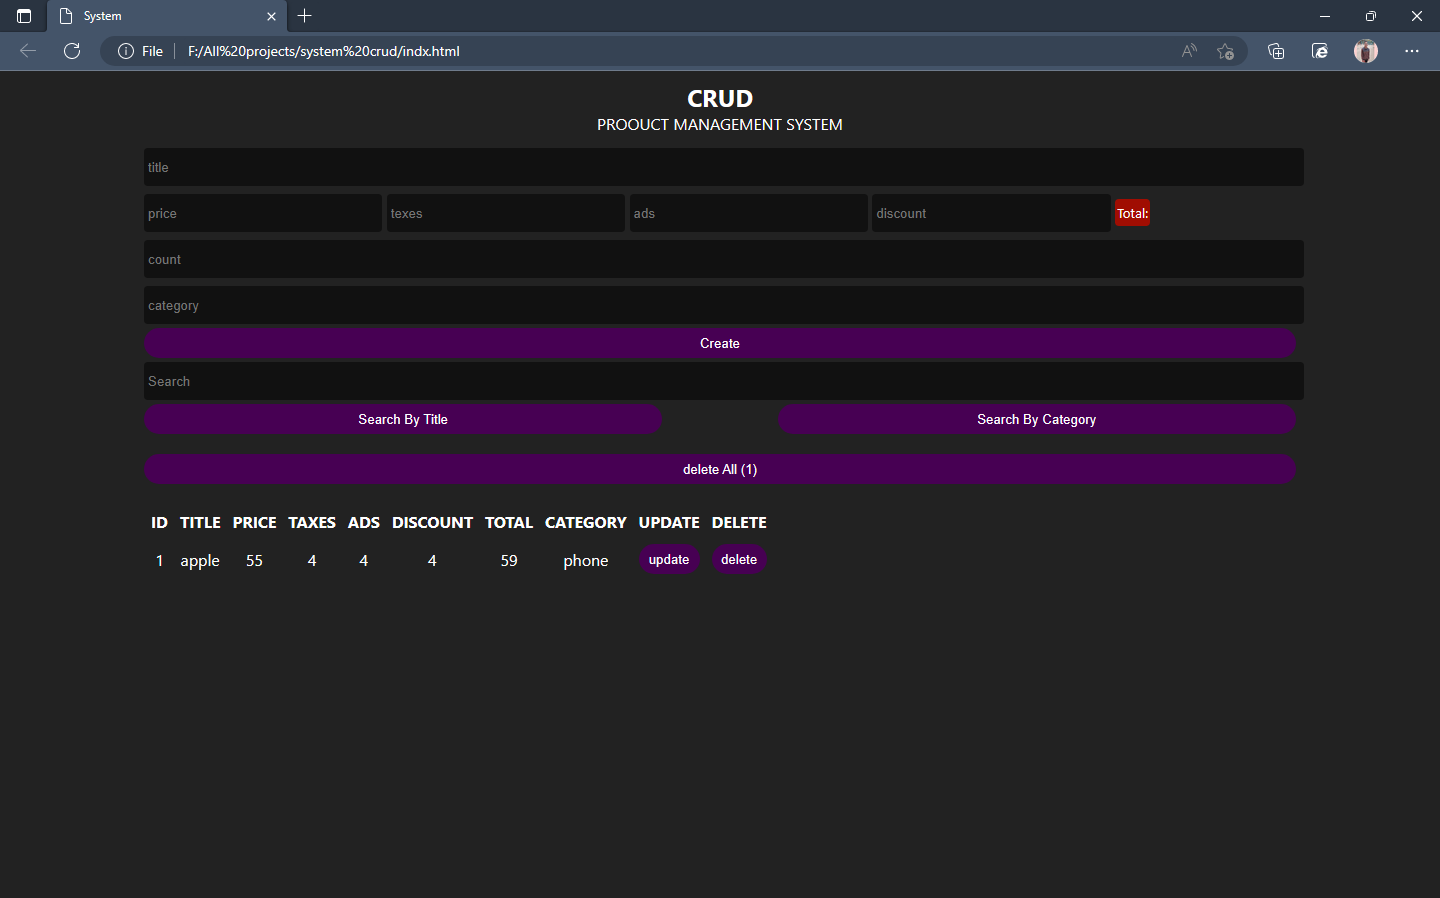 System
File F:/All%20projects/system%20crud/indx.html
CRUD
PROOUCT MANAGEMENT SYSTEM
title
price texes ads discount Total:
count
category
Create
Search
Search By Title Search By Category
delete All (1)
ID TITLE PRICE TAXES ADS DISCOUNT TOTAL CATEGORY UPDATE DELETE
1 apple 55 4 4 4 59 phone update delete